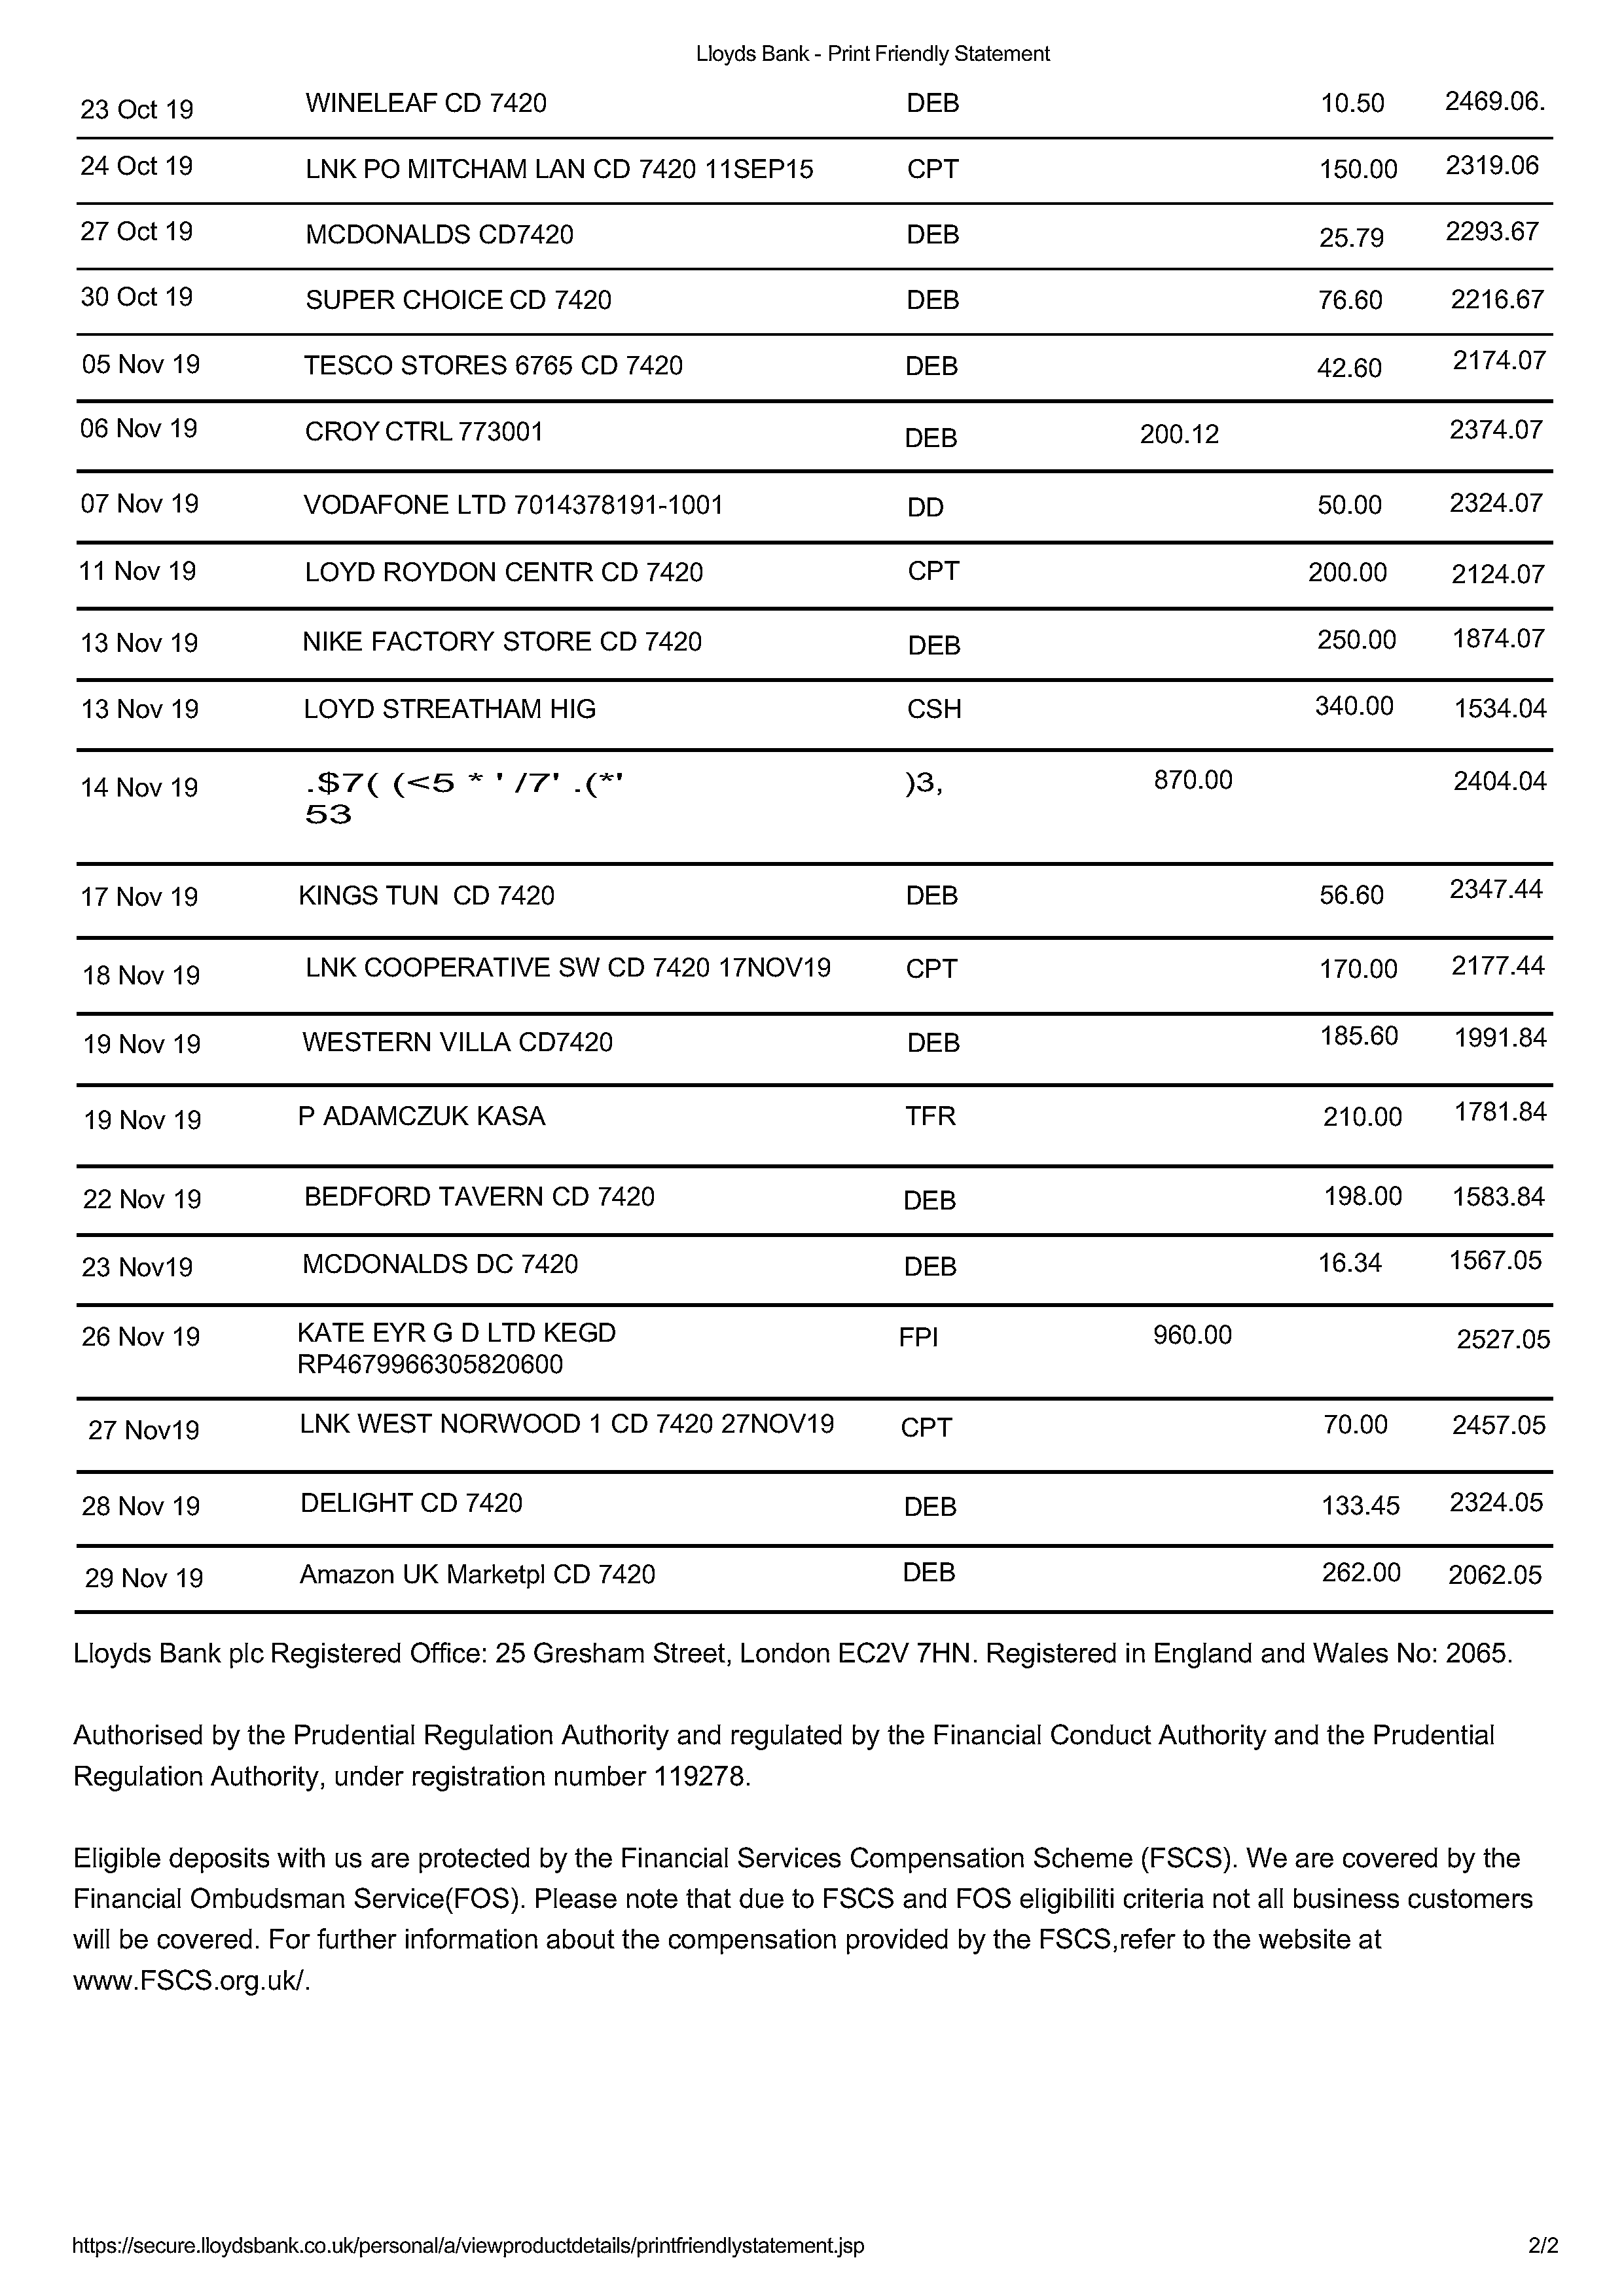 Lloyds Bank - Print Friendly Statement
23 Oct 19 WINELEAF CD 7420 DEB 10.50 2469.06.
24 Oct 19 LNK PO MITCHAM LAN CD 7420 11SEP15 CPT 150.00 2319.06
27 Oct 19 MCDONALDS CD7420 DEB 25.79 2293.67
30 Oct 19 SUPER CHOICE CD 7420 DEB 76.60 2216.67
05 Nov 19 TESCO STORES 6765 CD 7420 DEB 42.60 2174.07
06 Nov 19 CROY CTRL 773001 DEB 200.12 2374.07
07 Nov 19 VODAFONE LTD 7014378191-1001 DD 50.00 2324.07
11 Nov 19 LOYD ROYDON CENTR CD 7420 CPT 200.00 2124.07
13 Nov 19 NIKE FACTORY STORE CD 7420 DEB 250.00 1874.07
13 Nov 19 LOYD STREATHAM HIG CSH 340.00 1534.04
14 Nov 19 .$7( (<5 * ' /7' .(*' )3, 870.00 2404.04
53
17 Nov 19 KINGS TUN CD 7420 DEB 56.60 2347.44
18 Nov 19 LNK COOPERATIVE SW CD 7420 17NOV19 CPT 170.00 2177.44
19 Nov 19 WESTERN VILLA CD7420 DEB 185.60 1991.84
19 Nov 19 P ADAMCZUK KASA TFR 210.00 1781.84
22 Nov 19 BEDFORD TAVERN CD 7420 DEB 198.00 1583.84
23 Nov19 MCDONALDS DC 7420 DEB 16.34 1567.05
26 Nov 19 KATE EYR G D LTD KEGD FPI 960.00 2527.05
RP4679966305820600
27 Nov19 LNK WEST NORWOOD 1 CD 7420 27NOV19 CPT 70.00 2457.05
28 Nov 19 DELIGHT CD 7420 DEB 133.45 2324.05
29 Nov 19 Amazon UK Marketpl CD 7420 DEB 262.00 2062.05
Lloyds Bank plc Registered Office: 25 Gresham Street, London EC2V 7HN. Registered in England and Wales No: 2065.
Authorised by the Prudential Regulation Authority and regulated by the Financial Conduct Authority and the Prudential
Regulation Authority, under registration number 119278.
Eligible deposits with us are protected by the Financial Services Compensation Scheme (FSCS). We are covered by the
Financial Ombudsman Service(FOS). Please note that due to FSCS and FOS eligibiliti criteria not all business customers
will be covered. For further information about the compensation provided by the FSCS,refer to the website at
www.FSCS.org.uk/.
https://secure.lloydsbank.co.uk/personal/a/viewproductdetails/printfriendlystatement.jsp 2/2